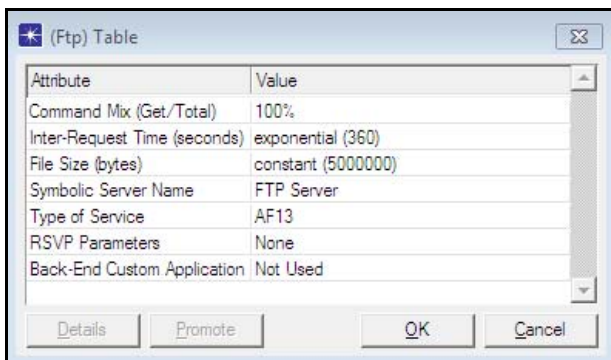 (Ftp) Table
Attribute Value
Command Mix (Get/Total) 100%
Inter-Request Time (seconds) exponential (360)
File Size (bytes) constant (5000000)
Symbolic Server Name FTP Server
Type of Service AF13
RSVP Parameters None
Back-End Custom Application Not Used
Details Promote OK Cancel